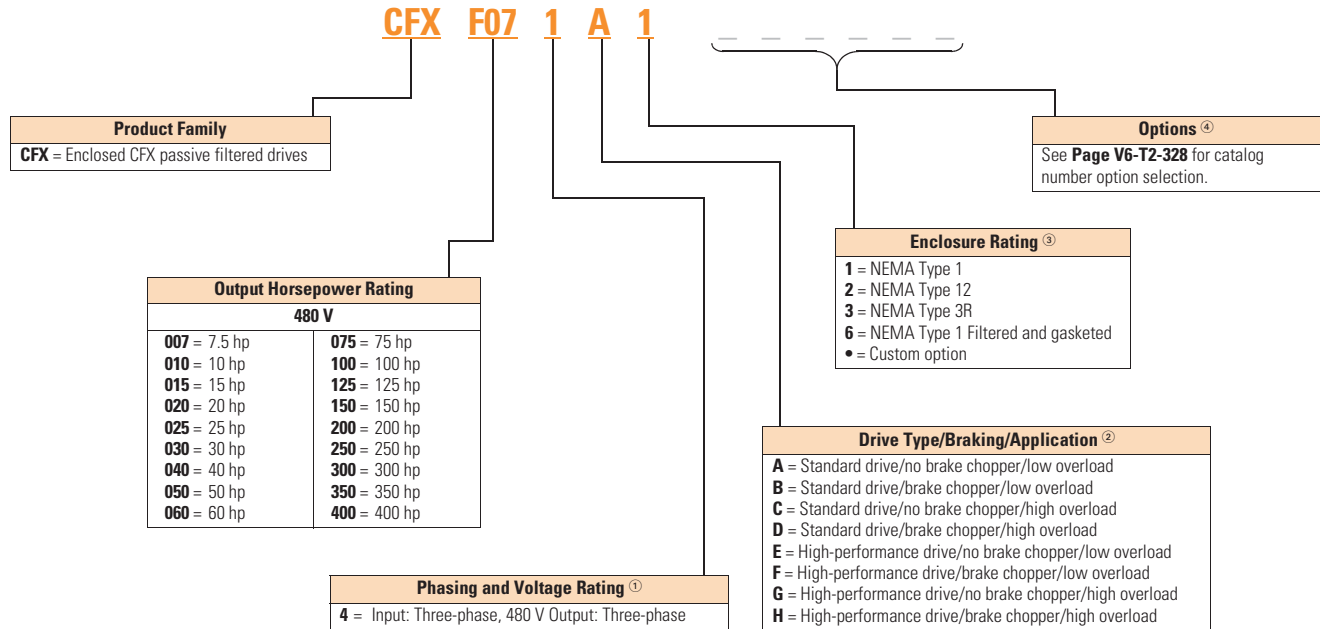 CFX F07 1 A 1 _ _ _ _ _ _
Product Family
CFX = Enclosed CFX passive filtered drives
Options ④
See Page V6-T2-328 for catalog
number option selection.
Enclosure Rating ③
1 = NEMA Type 1
2 = NEMA Type 12
3 = NEMA Type 3R
6 = NEMA Type 1 Filtered and gasketed
• = Custom option
Output Horsepower Rating
480 V
007 = 7.5 hp
010 = 10 hp
015 = 15 hp
020 = 20 hp
025 = 25 hp
030 = 30 hp
040 = 40 hp
050 = 50 hp
060 = 60 hp
075 = 75 hp
100 = 100 hp
125 = 125 hp
150 = 150 hp
200 = 200 hp
250 = 250 hp
300 = 300 hp
350 = 350 hp
400 = 400 hp
Drive Type/Braking/Application ②
A = Standard drive/no brake chopper/low overload
B = Standard drive/brake chopper/low overload
C = Standard drive/no brake chopper/high overload
D = Standard drive/brake chopper/high overload
E = High-performance drive/no brake chopper/low overload
F = High-performance drive/brake chopper/low overload
G = High-performance drive/no brake chopper/high overload
H = High-performance drive/brake chopper/high overload
Phasing and Voltage Rating ①
4 = Input: Three-phase, 480 V Output: Three-phase